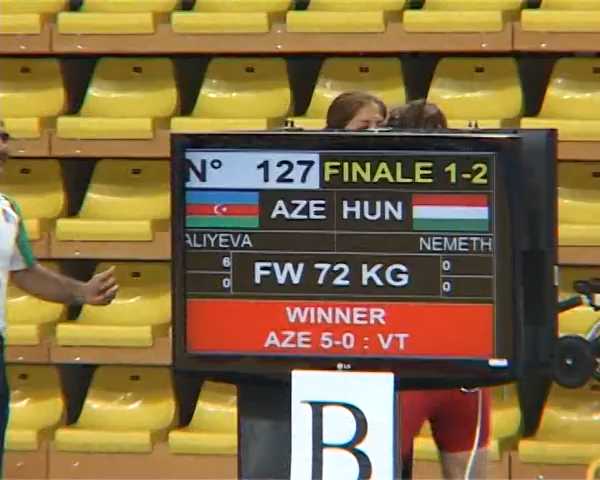 N° 127 FINALE 1-2
AZE HUN
ALIYEVA NEMETH
6 0
FW 72 KG
0 0
WINNER
AZE 5-0 : VT
LG
B